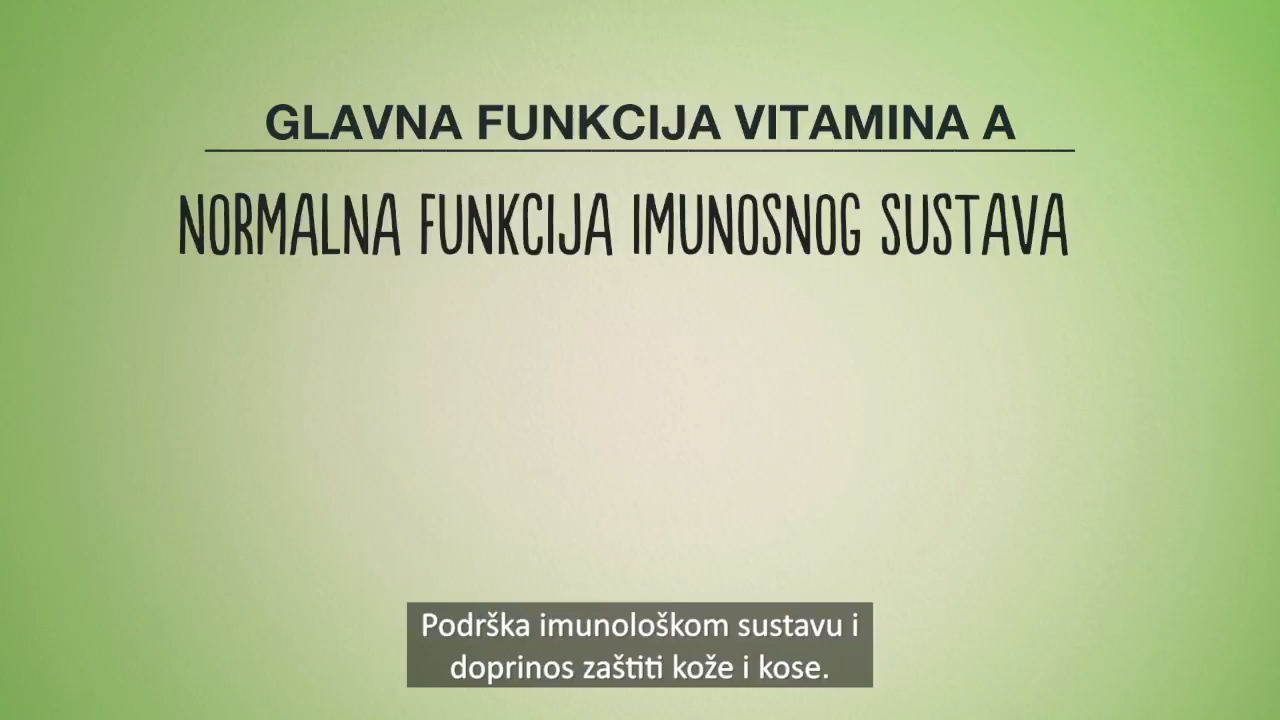 GLAVNA FUNKCIJA VITAMINA A
NORMALNA FUNKCIJA IMUNOSNOG SUSTAVA
Podrška imunološkom sustavu i
doprinos zaštiti kože i kose.